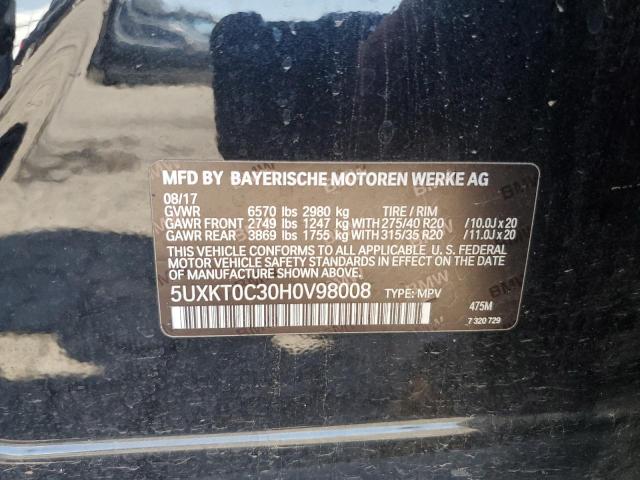 MFD BY BAYERISCHE MOTOREN WERKE AG
08/17
GVWR 6570 lbs 2980 kg TIRE / RIM
GAWR FRONT 2749 lbs 1247 kg WITH 275/40 R20 /10.0J x 20
GAWR REAR 3869 lbs 1755 kg WITH 315/35 R20 /11.0J x 20
THIS VEHICLE CONFORMS TO ALL APPLICABLE U.S. FEDERAL
MOTOR VEHICLE SAFETY STANDARDS IN EFFECT ON THE DATE
OF MANUFACTURE SHOWN ABOVE.
5UXKT0C30H0V98008 TYPE: MPV
475M
7 320 729